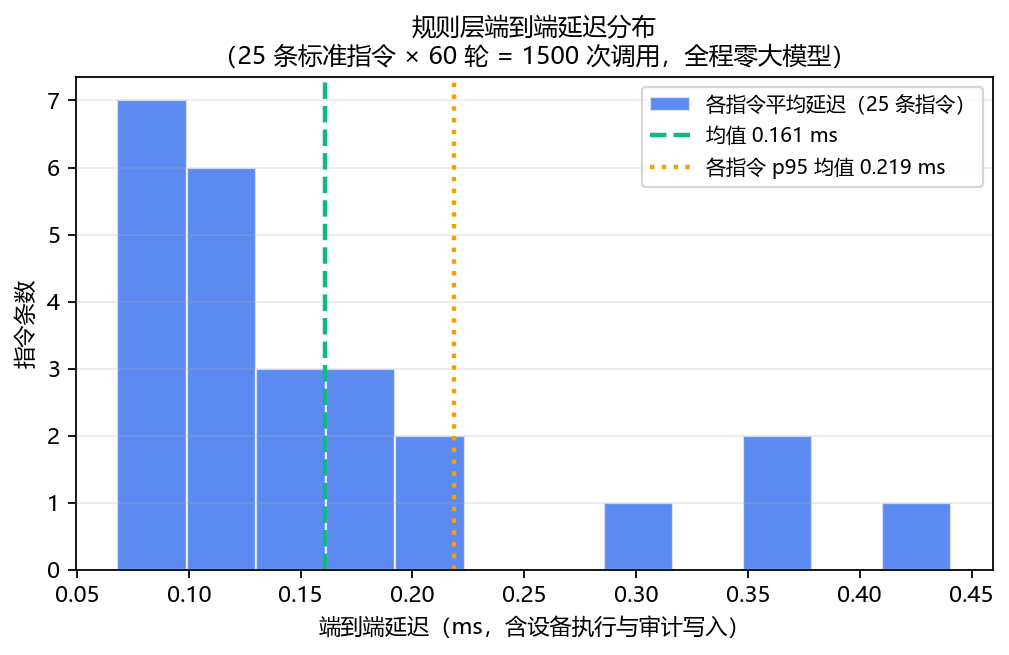 规则层端到端延迟分布
（25 条标准指令 × 60 轮 = 1500 次调用，全程零大模型）
各指令平均延迟（25 条指令）
均值 0.161 ms
各指令 p95 均值 0.219 ms
指令条数
7
6
5
4
3
2
1
0
0.05 0.10 0.15 0.20 0.25 0.30 0.35 0.40 0.45
端到端延迟（ms，含设备执行与审计写入）